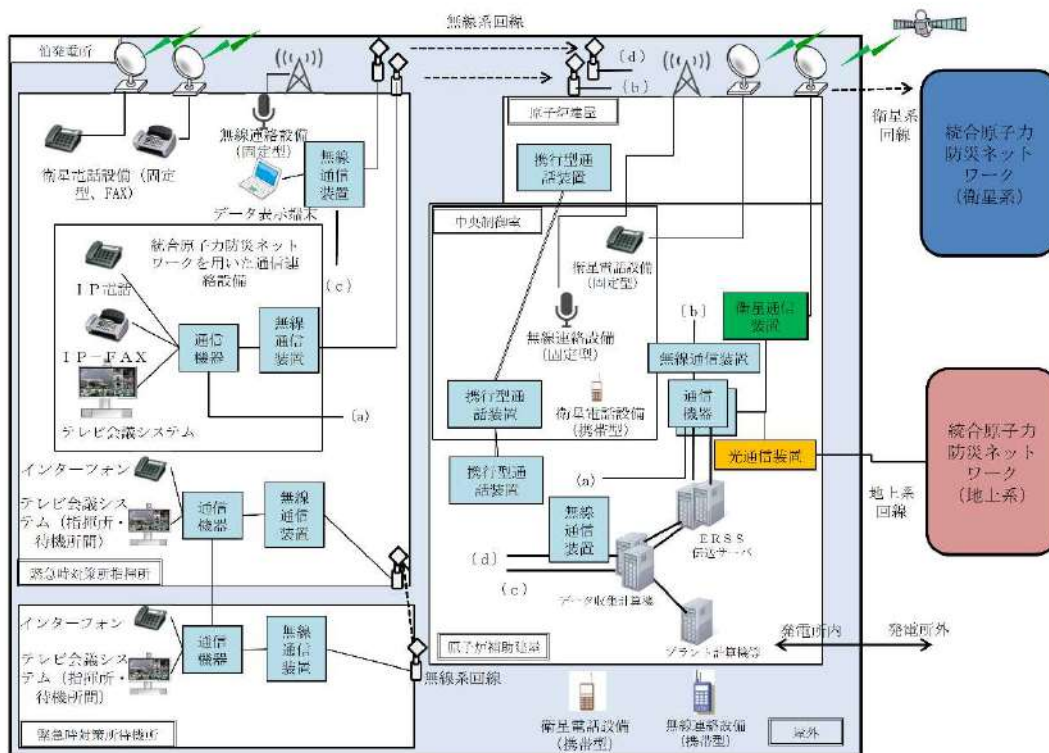 無線系回線
泊発電所
(d)
(b)
衛星系
回線
統合原子力
防災ネット
ワーク
(衛星系)
原子炉建屋
無線連絡設備
(固定型)
無線
通信
装置
衛星電話設備（固定
型、FAX）
データ表示端末
携行型通
話装置
中央制御室
衛星電話設備
(固定型)
統合原子力防災ネット
ワークを用いた通信連
絡設備
(c)
ＩＰ電話
IP－FAX
テレビ会議システム
通信
機器
無線
通信
装置
(a)
無線連絡設備
(固定型)
(b)
衛星通信
装置
無線通信装置
携行型通
話装置
衛星電話設備
(携帯型)
通信
機器
携行型通
話装置
光通信装置
統合原子力
防災ネット
ワーク
(地上系)
地上系
回線
(a)
インターフォン
テレビ会議シス
テム（指揮所・
待機所間）
通信
機器
無線
通信
装置
緊急時対策所指揮所
無線
通信
装置
ＥＲＳＳ
伝送サーバ
(d)
(c)
データ収集計算機
プラント計算機等
原子炉補助建屋
発電所内
発電所外
インターフォン
テレビ会議シス
テム（指揮所・
待機所間）
通信
機器
無線
通信
装置
無線系回線
緊急時対策所待機所
衛星電話設備
(携帯型)
無線連絡設備
(携帯型)
屋外